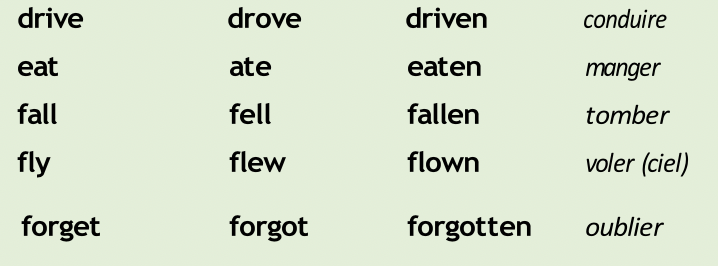 drive drove driven conduire
eat ate eaten manger
fall fell fallen tomber
fly flew flown voler (ciel)
forget forgot forgotten oublier